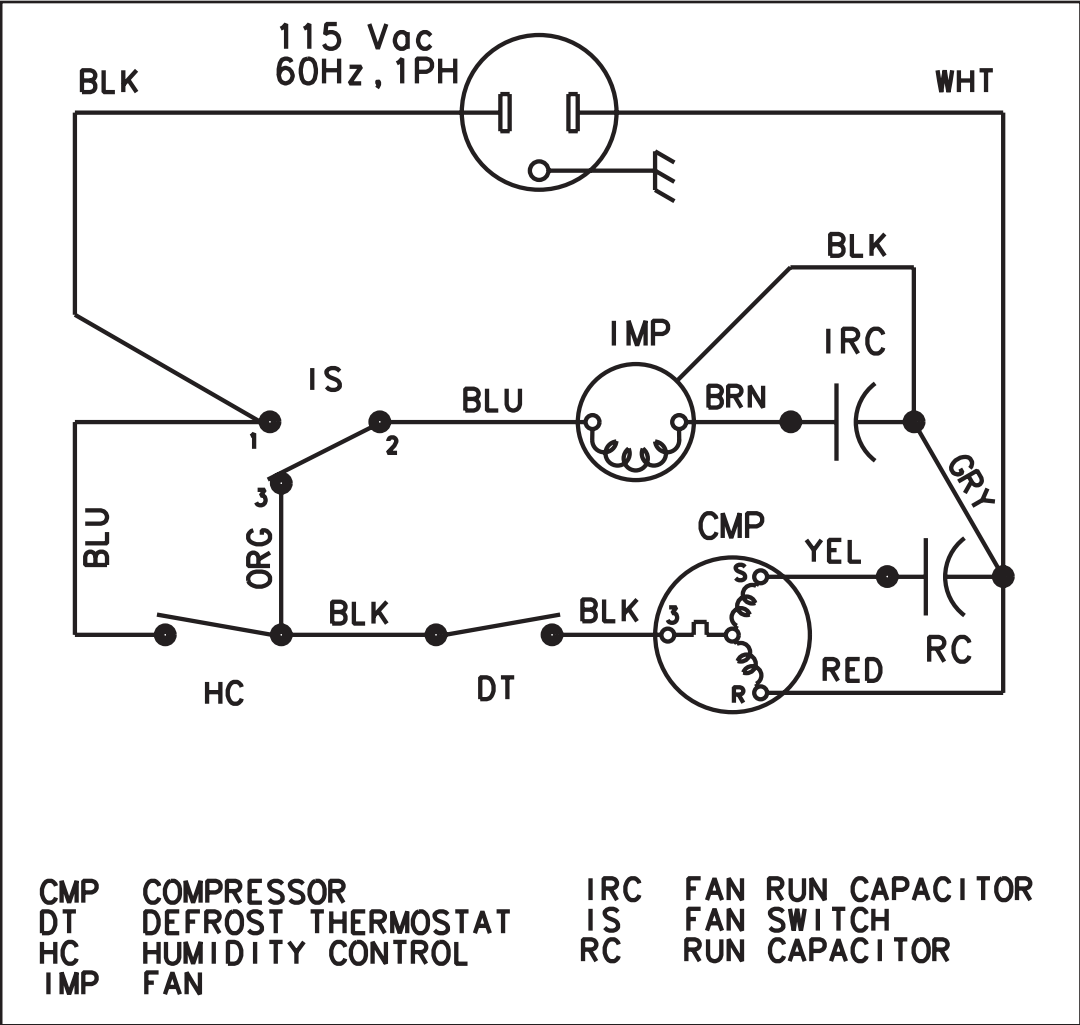 115 Vac
60Hz, 1PH
BLK
WHT
BLK
IMP
IRC
IS
BLU
BRN
1
2
3
GRY
BLU
ORG
CMP
S
YEL
BLK
BLK
3
RC
R
RED
HC
DT
CMP COMPRESSOR
DT DEFROST THERMOSTAT
HC HUMIDITY CONTROL
IMP FAN
IRC FAN RUN CAPACITOR
IS FAN SWITCH
RC RUN CAPACITOR